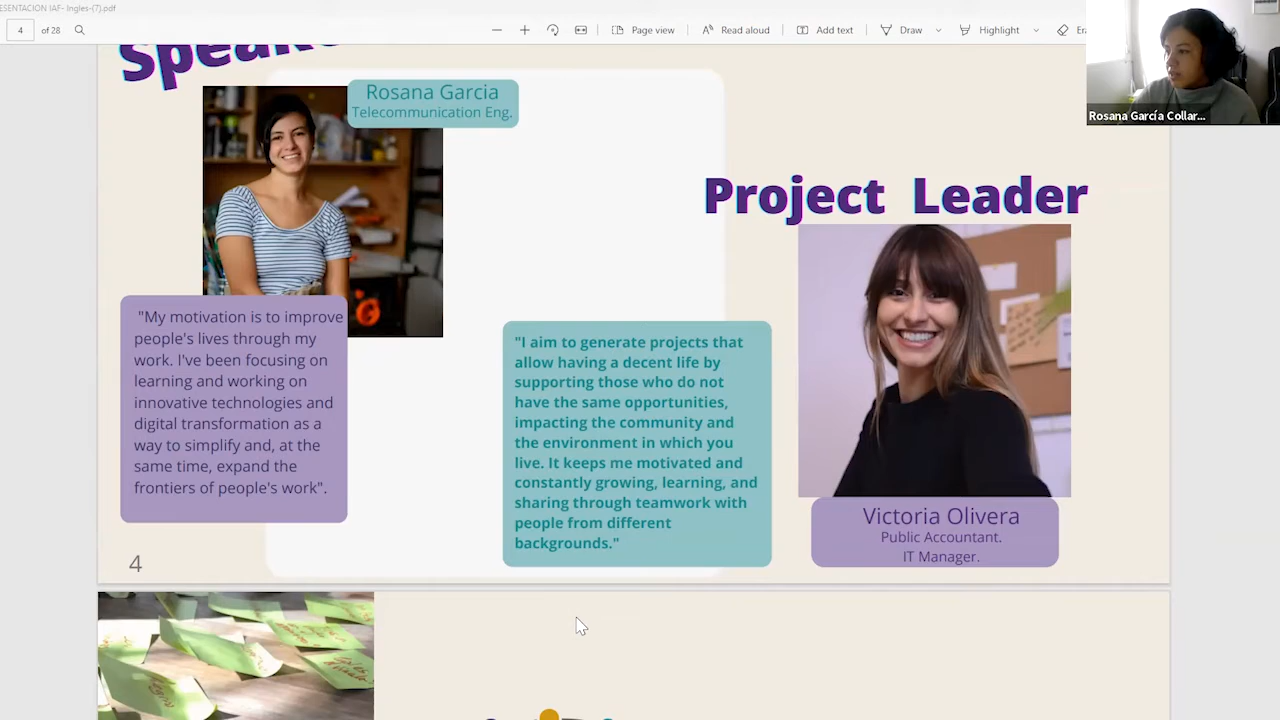 ESENTACION IAF- Ingles-(7).pdf
4 of 28
Page view
Read aloud
Add text
Draw
Highlight
Rosana García Collar...
Rosana Garcia
Telecommunication Eng.
"My motivation is to improve
people's lives through my
work. I've been focusing on
learning and working on
innovative technologies and
digital transformation as a
way to simplify and, at the
same time, expand the
frontiers of people's work".
Project Leader
"I aim to generate projects that
allow having a decent life by
supporting those who do not
have the same opportunities,
impacting the community and
the environment in which you
live. It keeps me motivated and
constantly growing, learning, and
sharing through teamwork with
people from different
backgrounds."
Victoria Olivera
Public Accountant.
IT Manager.
4